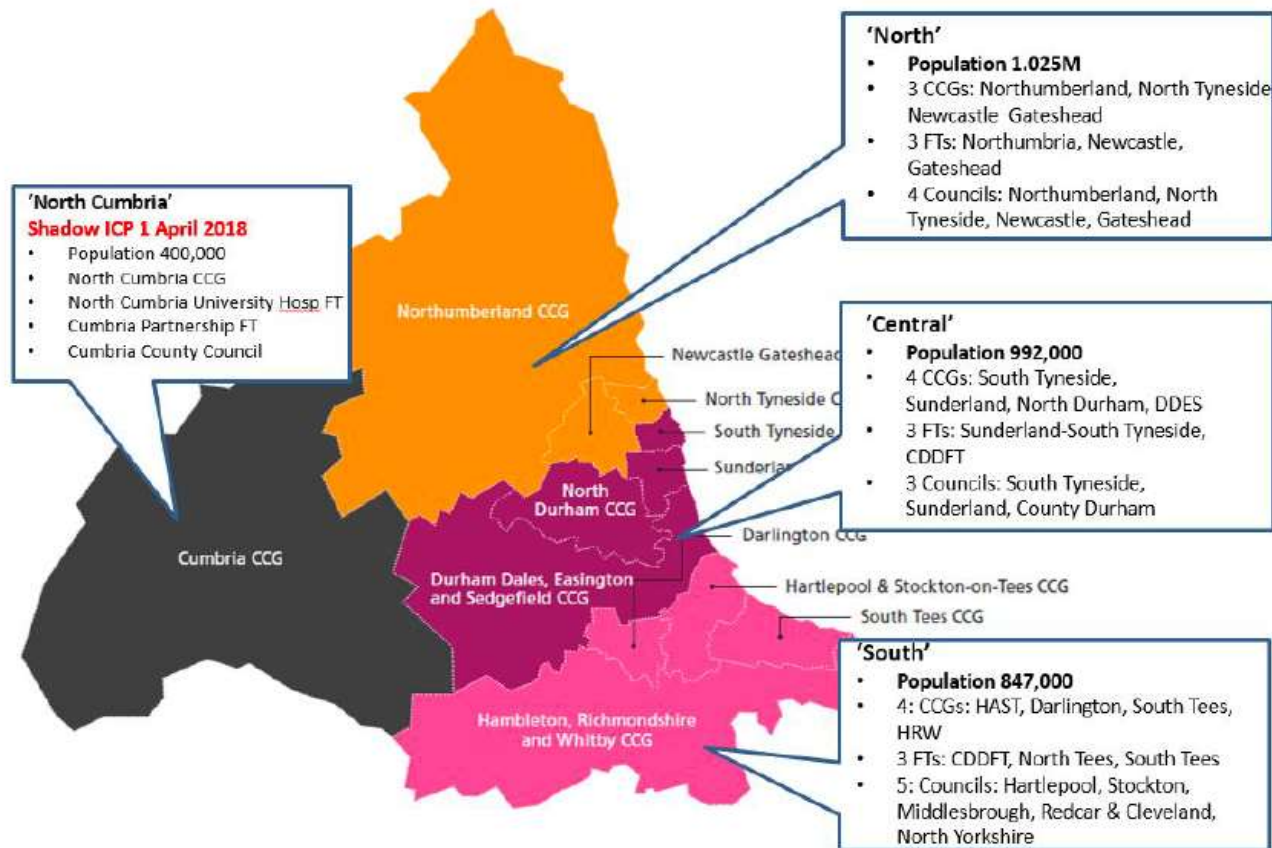 'North'
• Population 1.025M
• 3 CCGs: Northumberland, North Tyneside
Newcastle Gateshead
• 3 FTs: Northumbria, Newcastle,
Gateshead
• 4 Councils: Northumberland, North
Tyneside, Newcastle, Gateshead
'North Cumbria'
Shadow ICP 1 April 2018
• Population 400,000
• North Cumbria CCG
• North Cumbria University Hosp FT
• Cumbria Partnership FT
• Cumbria County Council
Northumberland CCG
Newcastle Gateshead
North Tyneside C
South Tyneside
Sunderlar
North
Durham CCG
Darlington CCG
Cumbria CCG
Durham Dales, Easington
and Sedgefield CCG
Hartlepool & Stockton-on-Tees CCG
South Tees CCG
Hambleton, Richmondshire
and Whitby CCG
'Central'
• Population 992,000
• 4 CCGs: South Tyneside,
Sunderland, North Durham, DDES
• 3 FTs: Sunderland-South Tyneside,
CDDFT
• 3 Councils: South Tyneside,
Sunderland, County Durham
'South'
• Population 847,000
• 4: CCGs: HAST, Darlington, South Tees,
HRW
• 3 FTs: CDDFT, North Tees, South Tees
• 5: Councils: Hartlepool, Stockton,
Middlesbrough, Redcar & Cleveland,
North Yorkshire